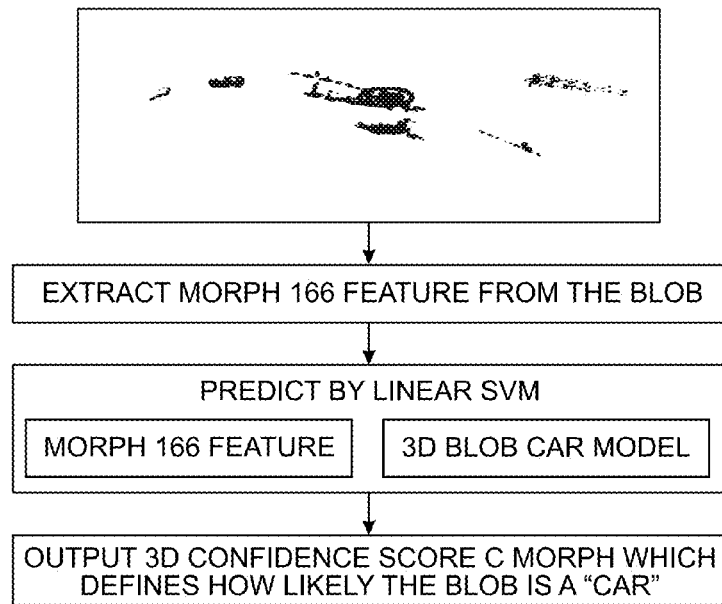 EXTRACT MORPH 166 FEATURE FROM THE BLOB
PREDICT BY LINEAR SVM
MORPH 166 FEATURE
3D BLOB CAR MODEL
OUTPUT 3D CONFIDENCE SCORE C MORPH WHICH
DEFINES HOW LIKELY THE BLOB IS A “CAR”